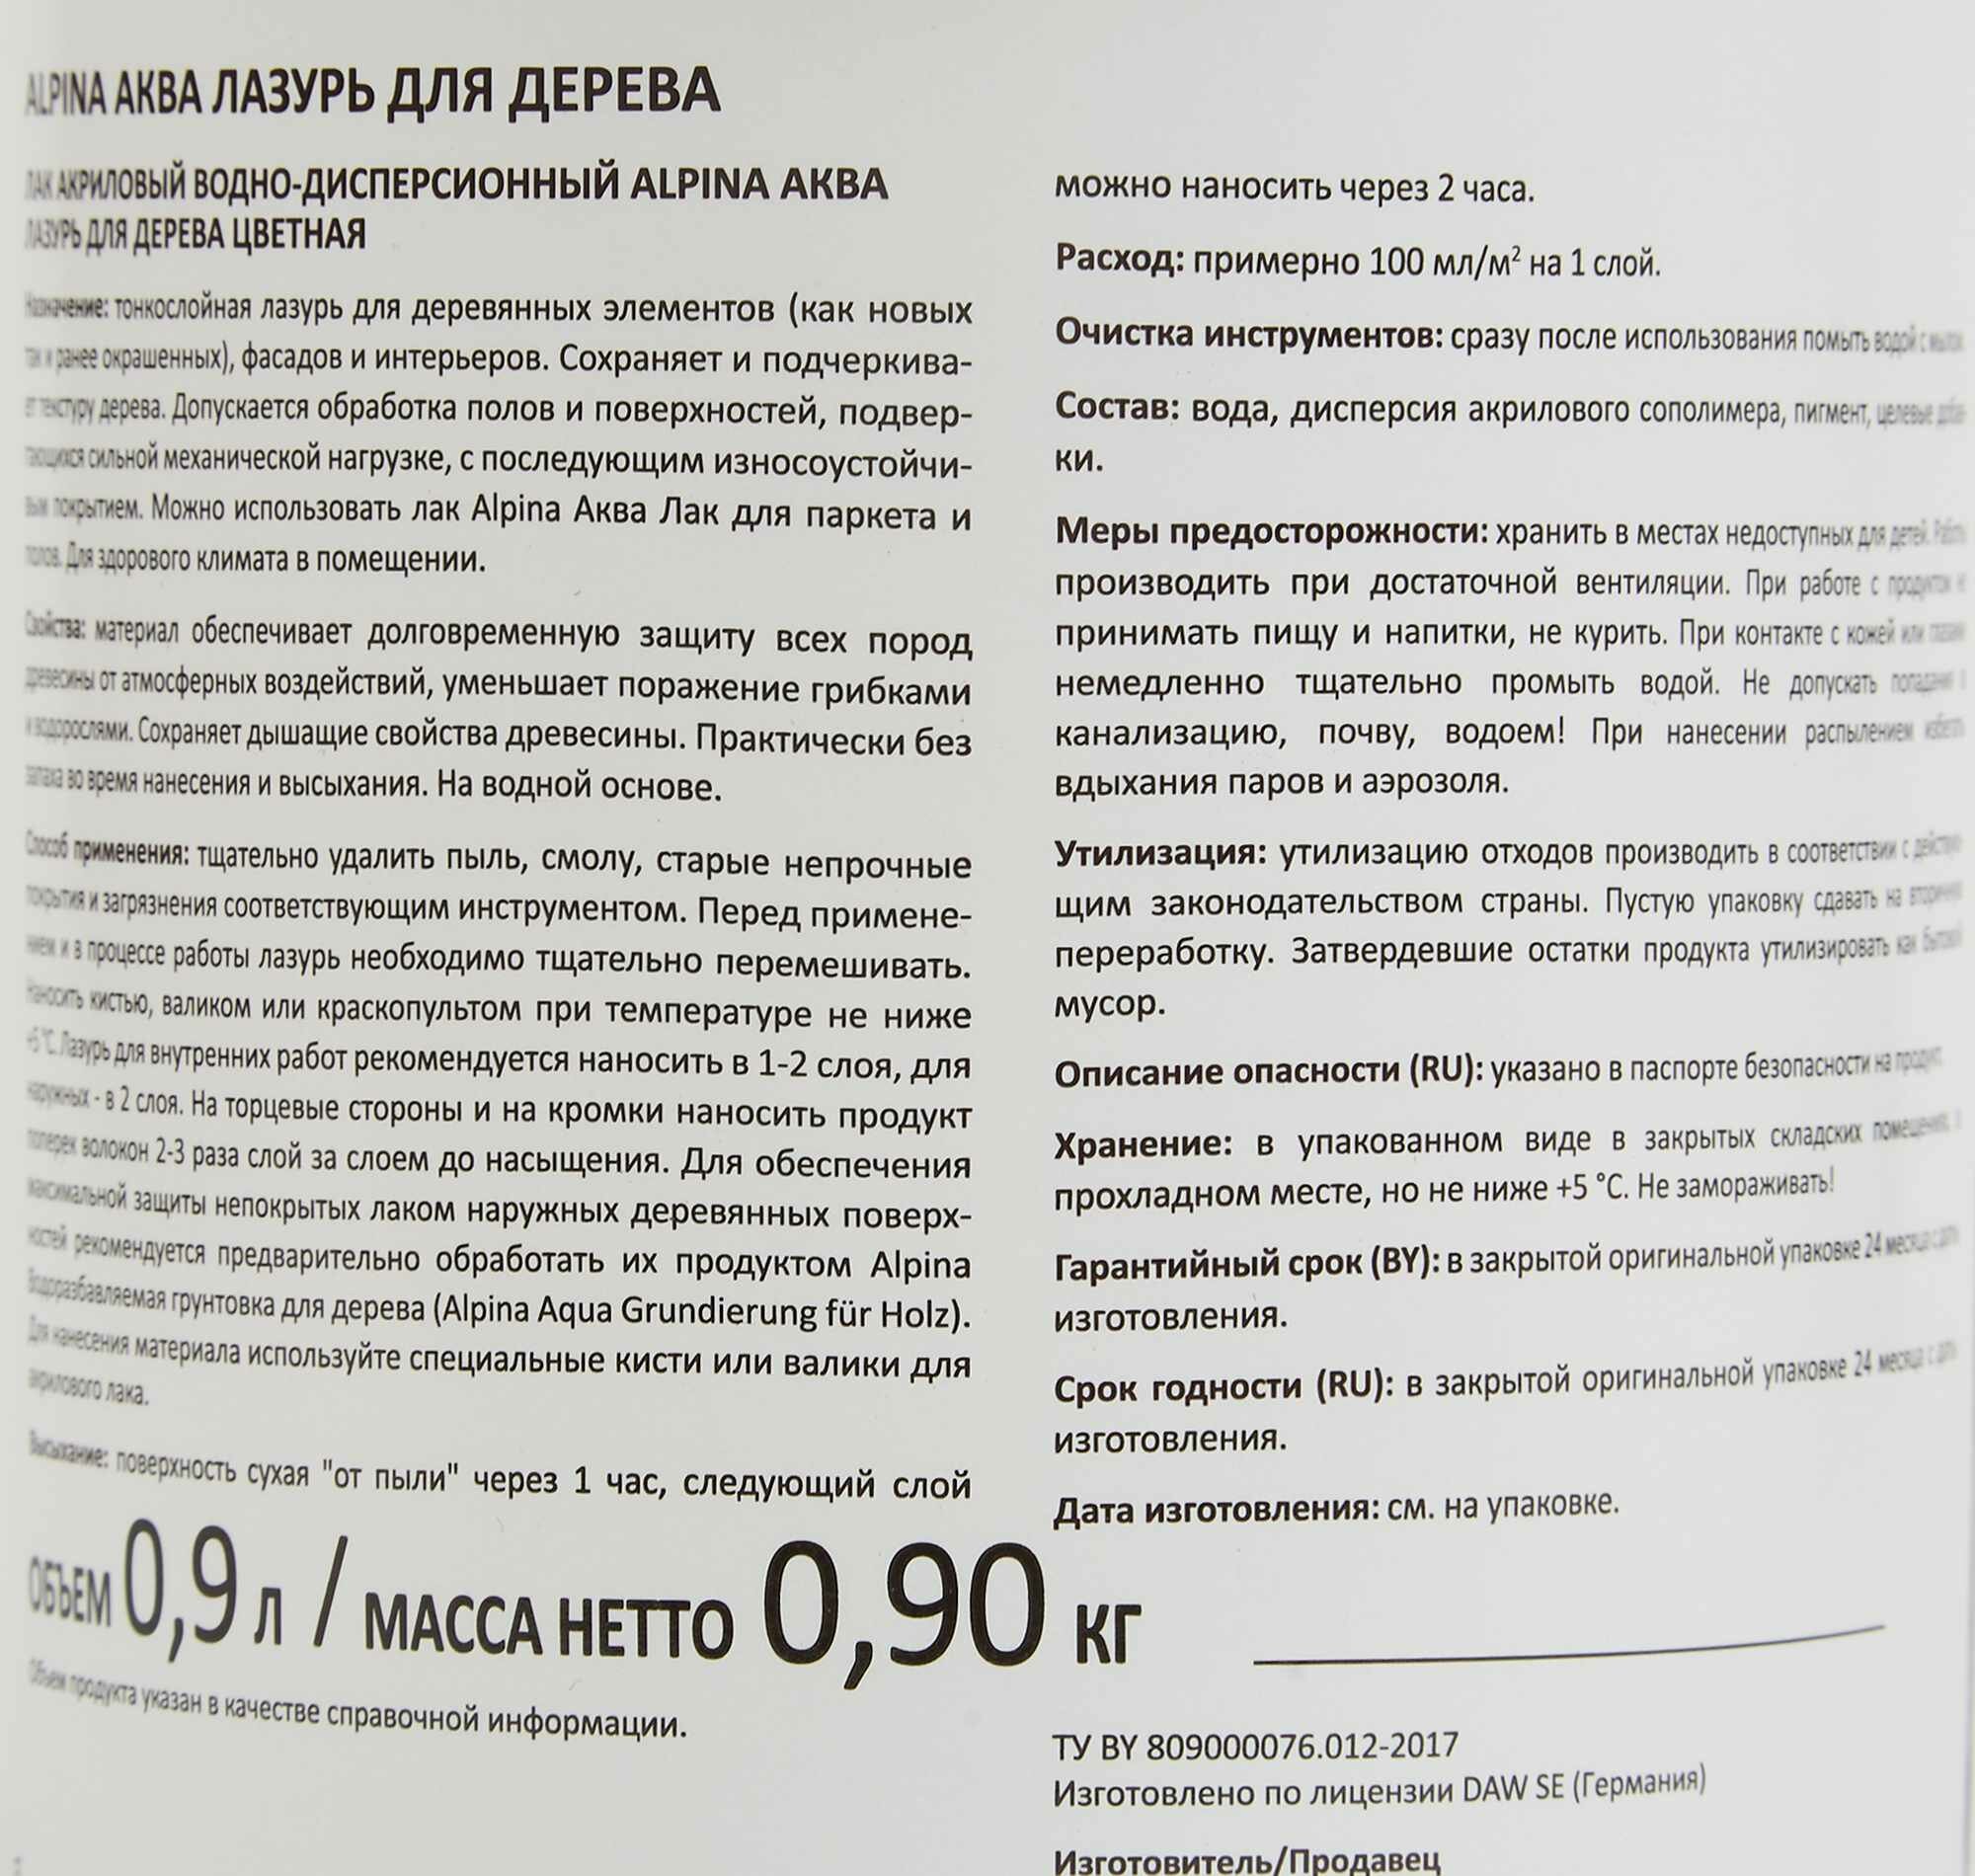 ALPINA АКВА ЛАЗУРЬ ДЛЯ ДЕРЕВА
ЛАК АКРИЛОВЫЙ ВОДНО-ДИСПЕРСИОННЫЙ ALPINA АКВА
ЛАЗУРЬ ДЛЯ ДЕРЕВА ЦВЕТНАЯ
Назначение: тонкослойная лазурь для деревянных элементов (как новых
так и ранее окрашенных), фасадов и интерьеров. Сохраняет и подчеркива-
ет текстуру дерева. Допускается обработка полов и поверхностей, подвер-
гающихся сильной механической нагрузке, с последующим износоустойчи-
вым покрытием. Можно использовать лак Alpina Аква Лак для паркета и
полов. Для здорового климата в помещении.
Свойства: материал обеспечивает долговременную защиту всех пород
древесины от атмосферных воздействий, уменьшает поражение грибками
и водорослями. Сохраняет дышащие свойства древесины. Практически без
запаха во время нанесения и высыхания. На водной основе.
Способ применения: тщательно удалить пыль, смолу, старые непрочные
покрытия и загрязнения соответствующим инструментом. Перед примене-
нием и в процессе работы лазурь необходимо тщательно перемешивать.
Наносить кистью, валиком или краскопультом при температуре не ниже
+5 °C. Лазурь для внутренних работ рекомендуется наносить в 1-2 слоя, для
наружных - в 2 слоя. На торцевые стороны и на кромки наносить продукт
поперек волокон 2-3 раза слой за слоем до насыщения. Для обеспечения
максимальной защиты непокрытых лаком наружных деревянных поверх-
ностей рекомендуется предварительно обработать их продуктом Alpina
Водоразбавляемая грунтовка для дерева (Alpina Aqua Grundierung für Holz).
Для нанесения материала используйте специальные кисти или валики для
акрилового лака.
Высыхание: поверхность сухая "от пыли" через 1 час, следующий слой
можно наносить через 2 часа.
Расход: примерно 100 мл/м² на 1 слой.
Очистка инструментов: сразу после использования помыть водой с мылом.
Состав: вода, дисперсия акрилового сополимера, пигмент, целевые добав-
ки.
Меры предосторожности: хранить в местах недоступных для детей. Работы
производить при достаточной вентиляции. При работе с продуктом не
принимать пищу и напитки, не курить. При контакте с кожей или глазами
немедленно тщательно промыть водой. Не допускать попадания в
канализацию, почву, водоем! При нанесении распылением избегать
вдыхания паров и аэрозоля.
Утилизация: утилизацию отходов производить в соответствии с действую-
щим законодательством страны. Пустую упаковку сдавать на вторичную
переработку. Затвердевшие остатки продукта утилизировать как бытовой
мусор.
Описание опасности (RU): указано в паспорте безопасности на продукт.
Хранение: в упакованном виде в закрытых складских помещениях, в
прохладном месте, но не ниже +5 °C. Не замораживать!
Гарантийный срок (BY): в закрытой оригинальной упаковке 24 месяца с даты
изготовления.
Срок годности (RU): в закрытой оригинальной упаковке 24 месяца с даты
изготовления.
Дата изготовления: см. на упаковке.
ОБЪЕМ 0,9 л / МАССА НЕТТО 0,90 КГ
Объем продукта указан в качестве справочной информации.
ТУ BY 809000076.012-2017
Изготовлено по лицензии DAW SE (Германия)
Изготовитель/Продавец